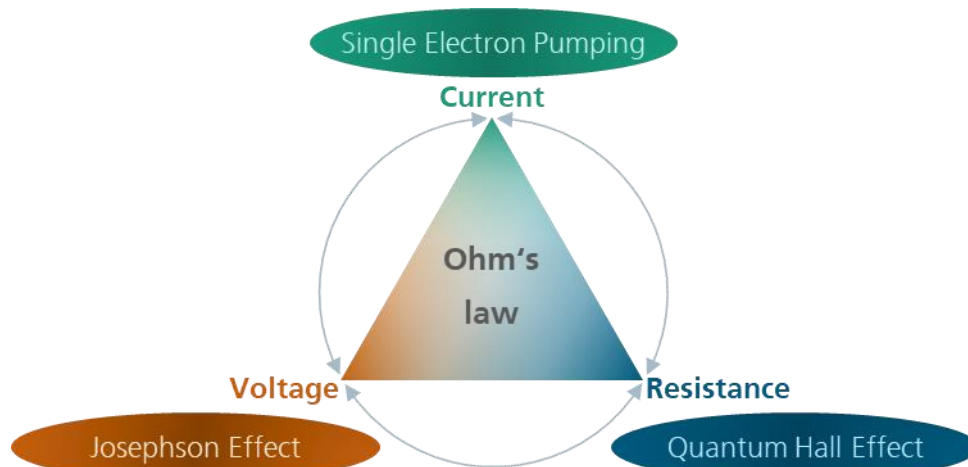 Single Electron Pumping
Current
Ohm‘s
law
Voltage
Resistance
Josephson Effect
Quantum Hall Effect